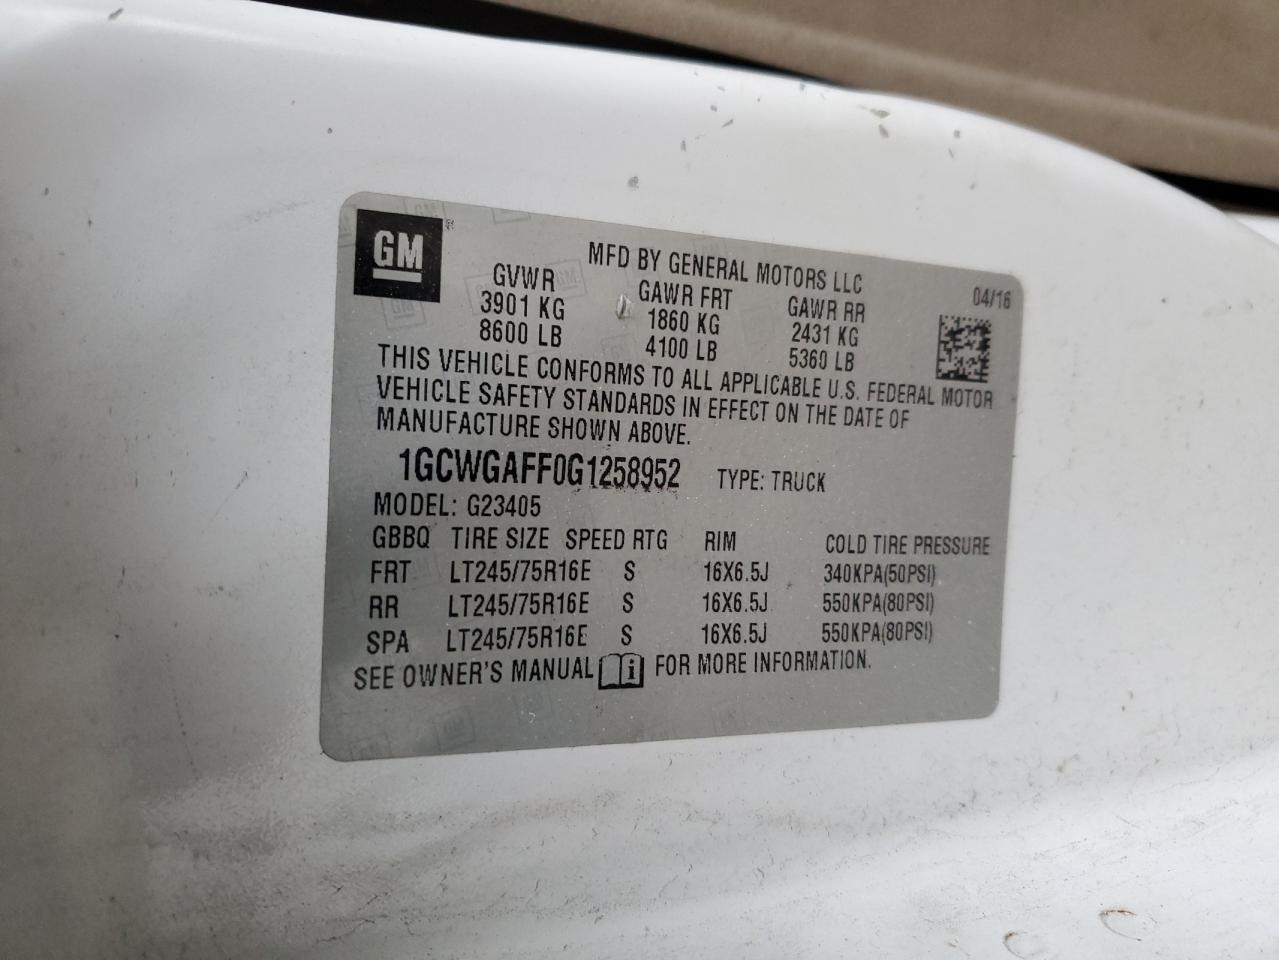 GM ®
MFD BY GENERAL MOTORS LLC
04/16
GVWR GAWR FRT GAWR RR
3901 KG 1860 KG 2431 KG
8600 LB 4100 LB 5360 LB
THIS VEHICLE CONFORMS TO ALL APPLICABLE U.S. FEDERAL MOTOR
VEHICLE SAFETY STANDARDS IN EFFECT ON THE DATE OF
MANUFACTURE SHOWN ABOVE.
1GCWGAFF0G1258952 TYPE: TRUCK
MODEL: G23405
GBBQ TIRE SIZE SPEED RTG RIM COLD TIRE PRESSURE
FRT LT245/75R16E S 16X6.5J 340KPA(50PSI)
RR LT245/75R16E S 16X6.5J 550KPA(80PSI)
SPA LT245/75R16E S 16X6.5J 550KPA(80PSI)
SEE OWNER'S MANUAL i FOR MORE INFORMATION.